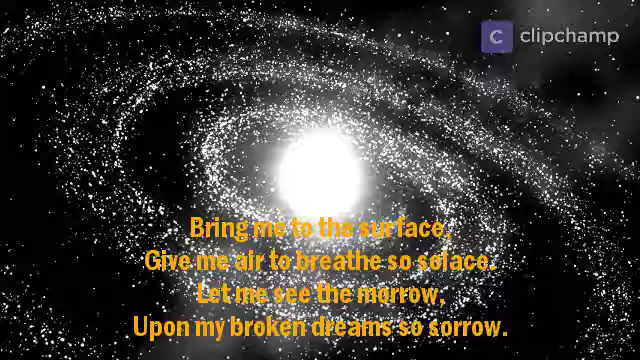 C clipchamp
Bring me to the surface,
Give me air to breathe so solace.
Let me see the morrow,
Upon my broken dreams so sorrow.